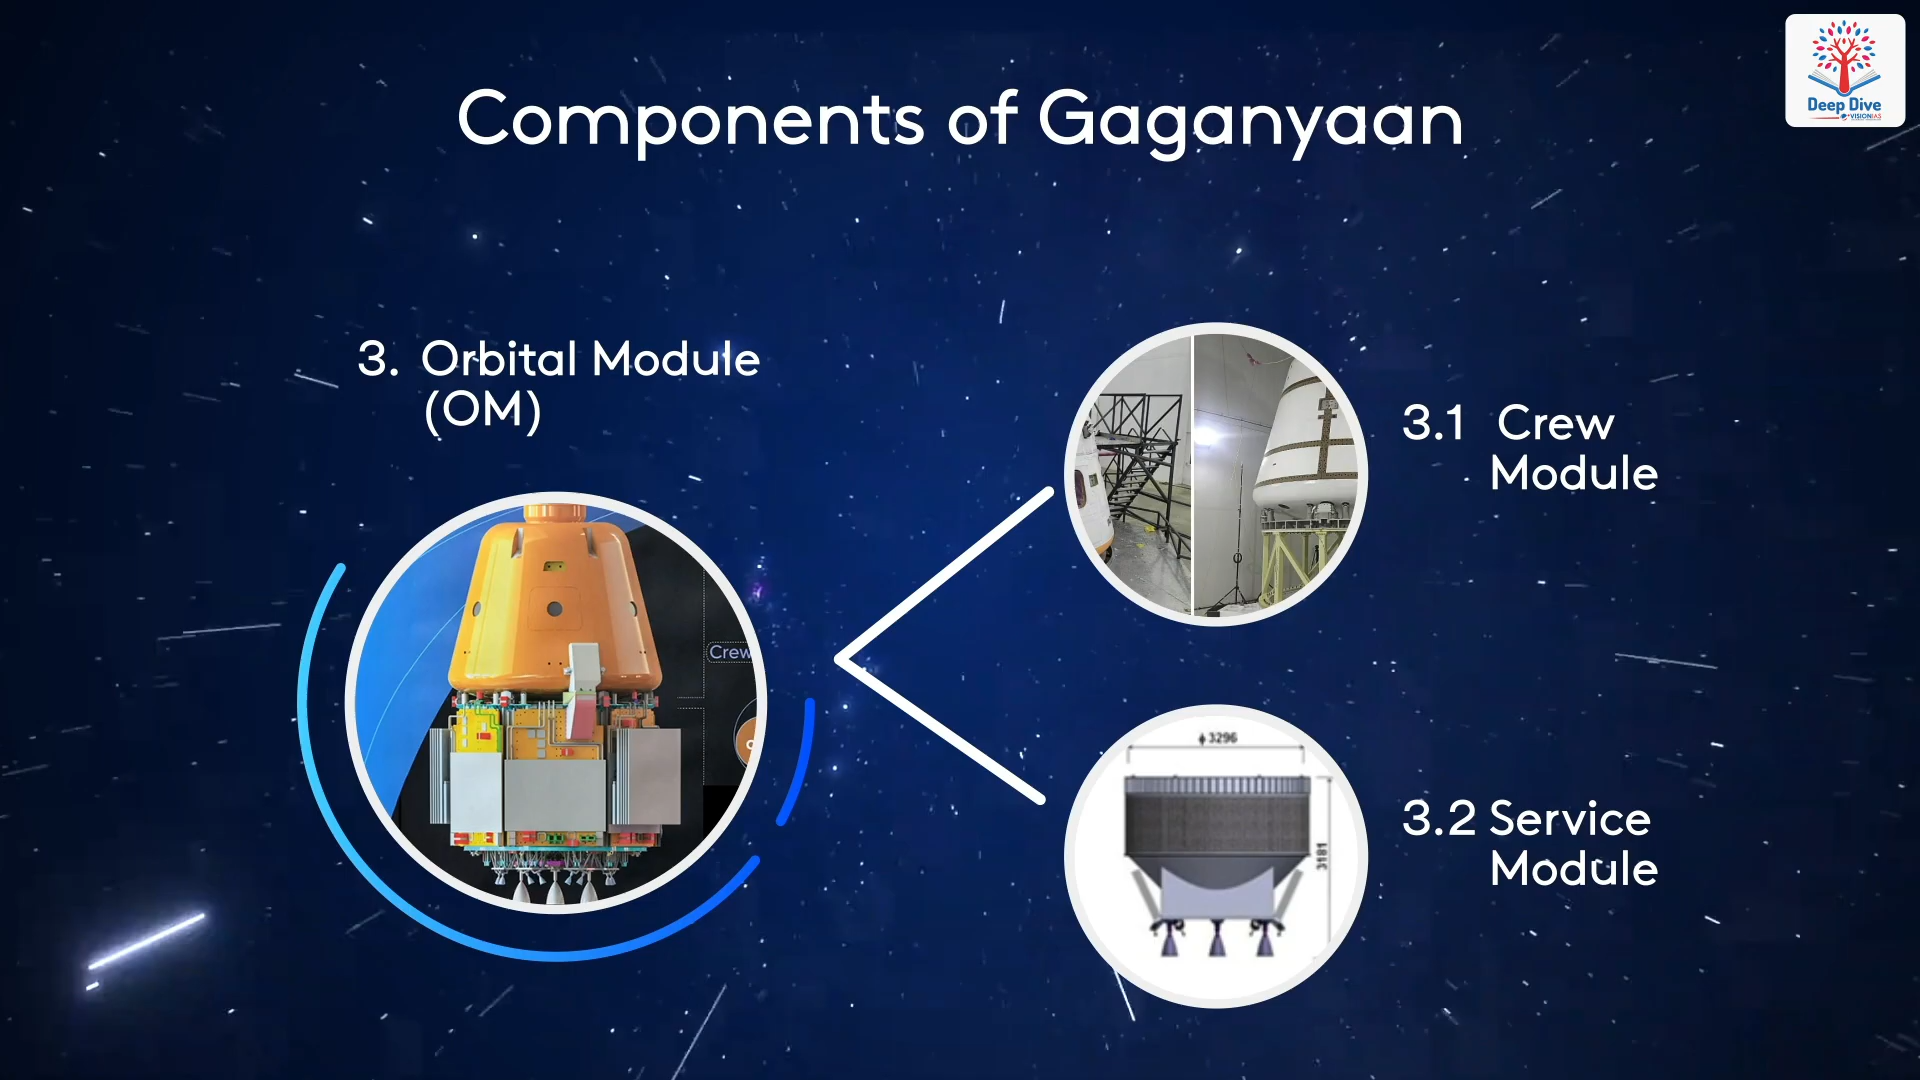 Components of Gaganyaan
Deep Dive
VISIONIAS
3. Orbital Module
(OM)
Crew
3.1 Crew
Module
ϕ 3296
3181
3.2 Service
Module